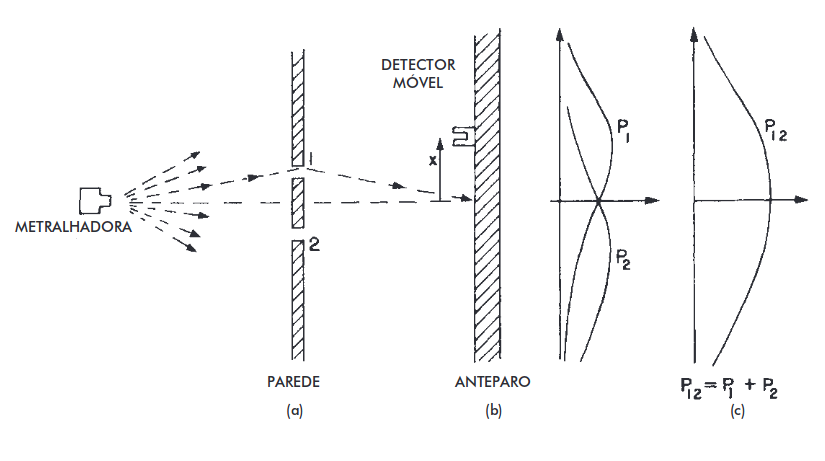 DETECTOR
MÓVEL
METRALHADORA
1
2
x
P₁
P₂
P₁₂
PAREDE
ANTEPARO
P₁₂ = P₁ + P₂
(a)
(b)
(c)